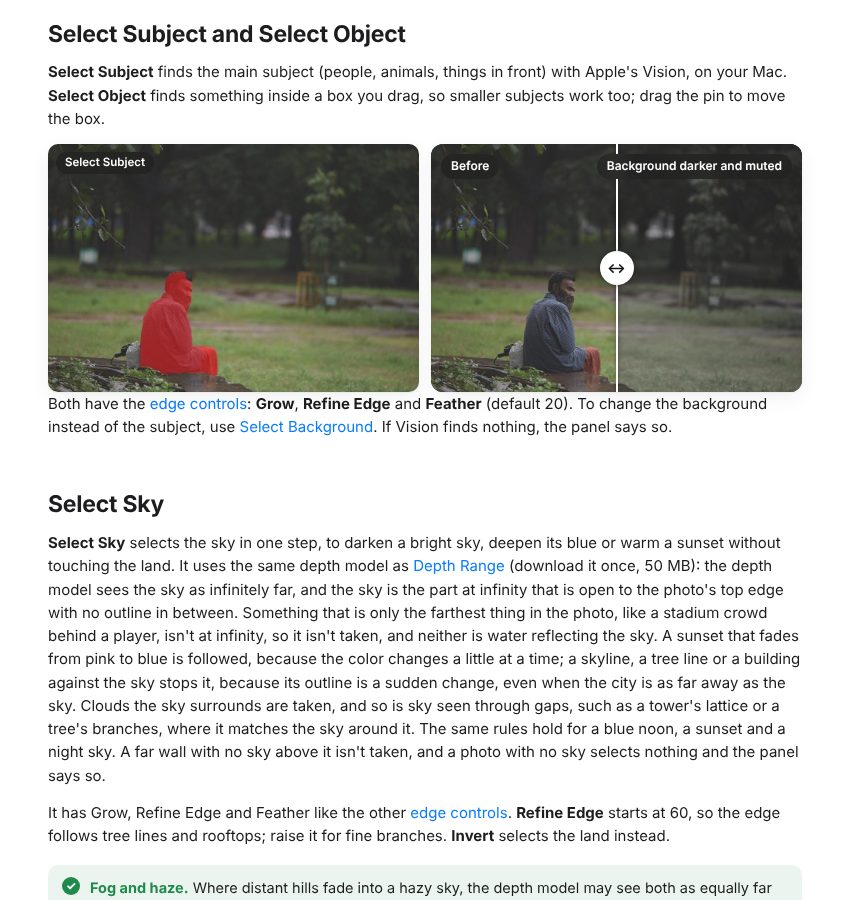 Select Subject and Select Object
Select Subject finds the main subject (people, animals, things in front) with Apple's Vision, on your Mac.
Select Object finds something inside a box you drag, so smaller subjects work too; drag the pin to move
the box.
Select Subject
Before
Background darker and muted
Both have the edge controls: Grow, Refine Edge and Feather (default 20). To change the background
instead of the subject, use Select Background. If Vision finds nothing, the panel says so.
Select Sky
Select Sky selects the sky in one step, to darken a bright sky, deepen its blue or warm a sunset without
touching the land. It uses the same depth model as Depth Range (download it once, 50 MB): the depth
model sees the sky as infinitely far, and the sky is the part at infinity that is open to the photo's top edge
with no outline in between. Something that is only the farthest thing in the photo, like a stadium crowd
behind a player, isn't at infinity, so it isn't taken, and neither is water reflecting the sky. A sunset that fades
from pink to blue is followed, because the color changes a little at a time; a skyline, a tree line or a building
against the sky stops it, because its outline is a sudden change, even when the city is as far away as the
sky. Clouds the sky surrounds are taken, and so is sky seen through gaps, such as a tower's lattice or a
tree's branches, where it matches the sky around it. The same rules hold for a blue noon, a sunset and a
night sky. A far wall with no sky above it isn't taken, and a photo with no sky selects nothing and the panel
says so.
It has Grow, Refine Edge and Feather like the other edge controls. Refine Edge starts at 60, so the edge
follows tree lines and rooftops; raise it for fine branches. Invert selects the land instead.
Fog and haze. Where distant hills fade into a hazy sky, the depth model may see both as equally far